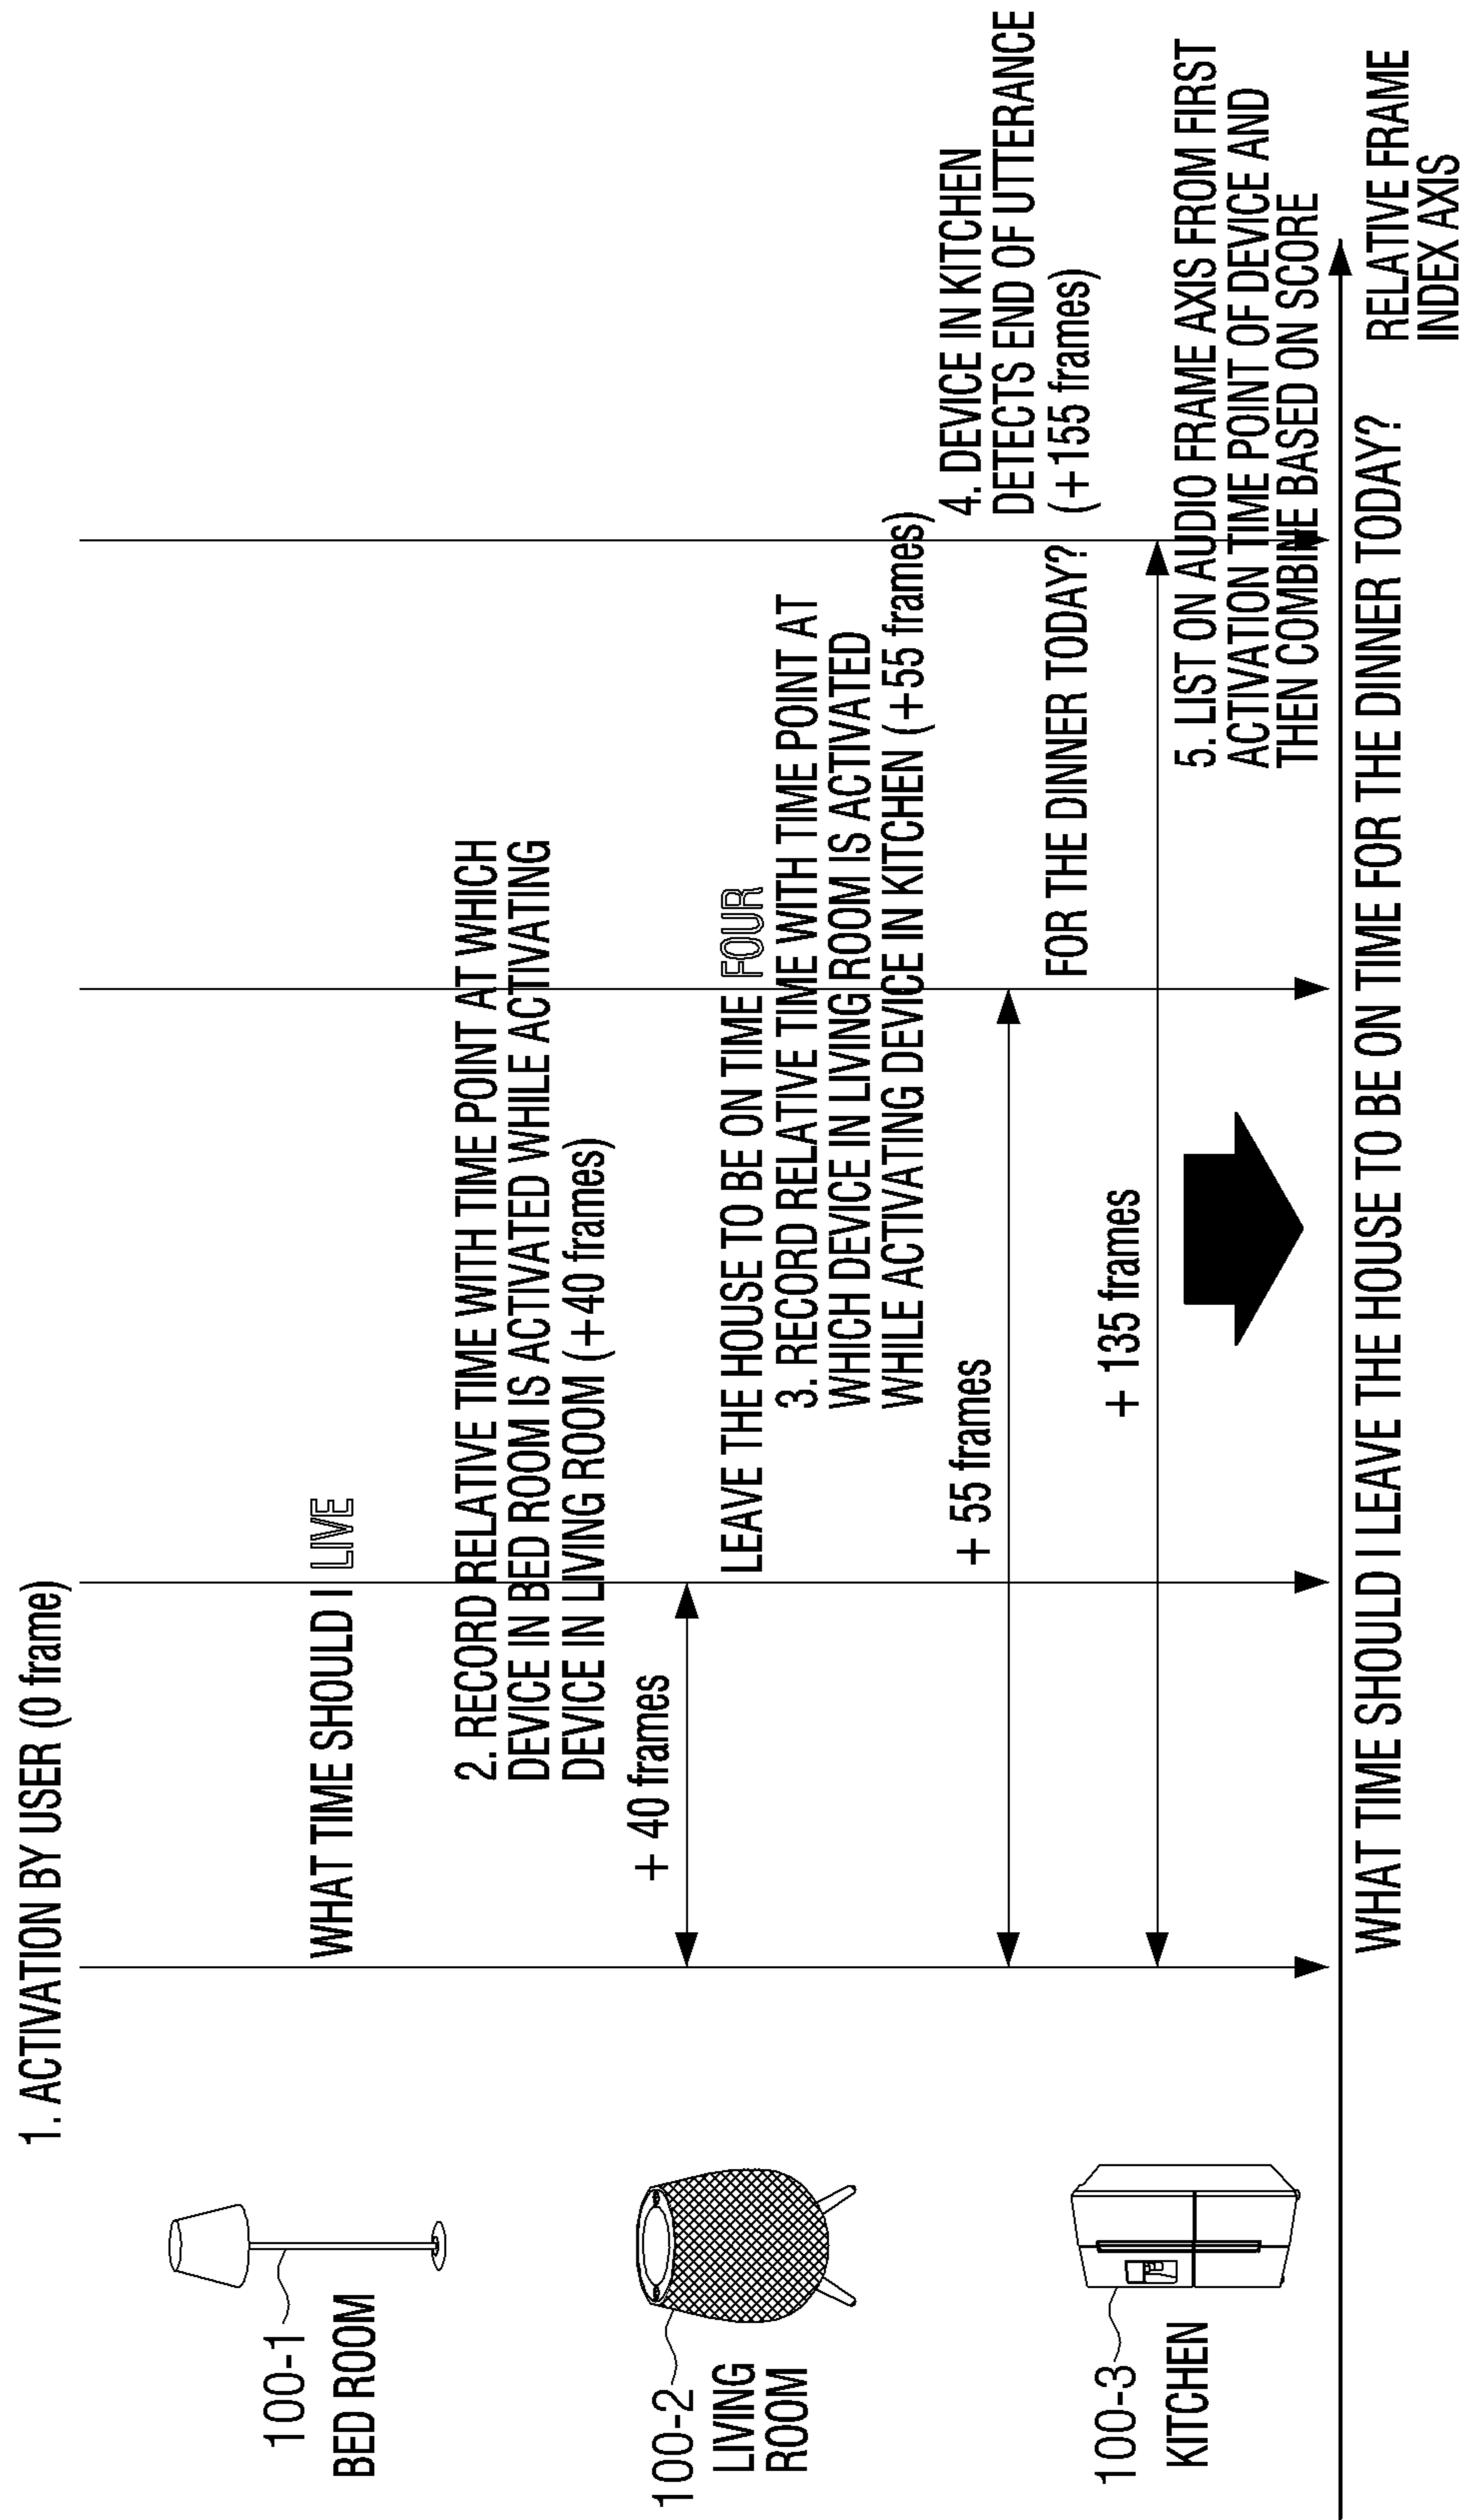 1. ACTIVATION BY USER (0 frame)
100-1
BED ROOM
WHAT TIME SHOULD I LIVE
2. RECORD RELATIVE TIME WITH TIME POINT AT WHICH
DEVICE IN BED ROOM IS ACTIVATED WHILE ACTIVATING
DEVICE IN LIVING ROOM (+40 frames)
+ 40 frames
100-2
LIVING
ROOM
LEAVE THE HOUSE TO BE ON TIME FOUR
3. RECORD RELATIVE TIME WITH TIME POINT AT
WHICH DEVICE IN LIVING ROOM IS ACTIVATED
WHILE ACTIVATING DEVICE IN KITCHEN (+55 frames)
+ 55 frames
4. DEVICE IN KITCHEN
DETECTS END OF UTTERANCE
(+155 frames)
100-3
KITCHEN
FOR THE DINNER TODAY?
+ 135 frames
5. LIST ON AUDIO FRAME AXIS FROM FIRST
ACTIVATION TIME POINT OF DEVICE AND
THEN COMBINE BASED ON SCORE
WHAT TIME SHOULD I LEAVE THE HOUSE TO BE ON TIME FOR THE DINNER TODAY?
RELATIVE FRAME
INDEX AXIS